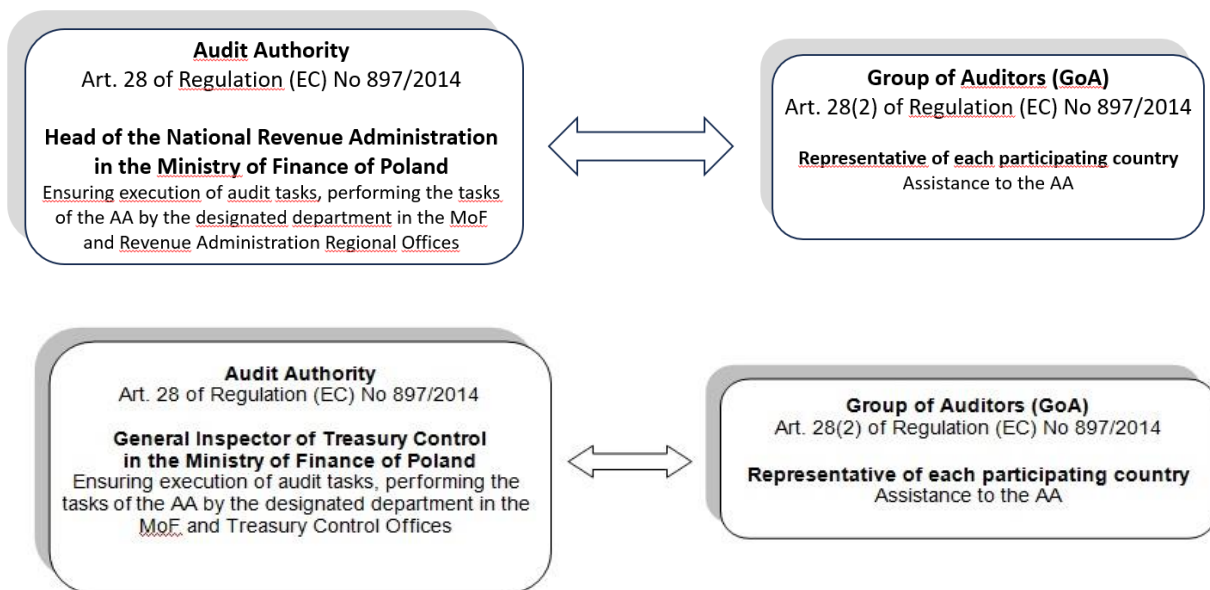 Audit Authority
Art. 28 of Regulation (EC) No 897/2014
Head of the National Revenue Administration
in the Ministry of Finance of Poland
Ensuring execution of audit tasks, performing the tasks
of the AA by the designated department in the MoF
and Revenue Administration Regional Offices
Group of Auditors (GoA)
Art. 28(2) of Regulation (EC) No 897/2014
Representative of each participating country
Assistance to the AA
Audit Authority
Art. 28 of Regulation (EC) No 897/2014
General Inspector of Treasury Control
in the Ministry of Finance of Poland
Ensuring execution of audit tasks, performing the
tasks of the AA by the designated department in the
MoF and Treasury Control Offices
Group of Auditors (GoA)
Art. 28(2) of Regulation (EC) No 897/2014
Representative of each participating country
Assistance to the AA